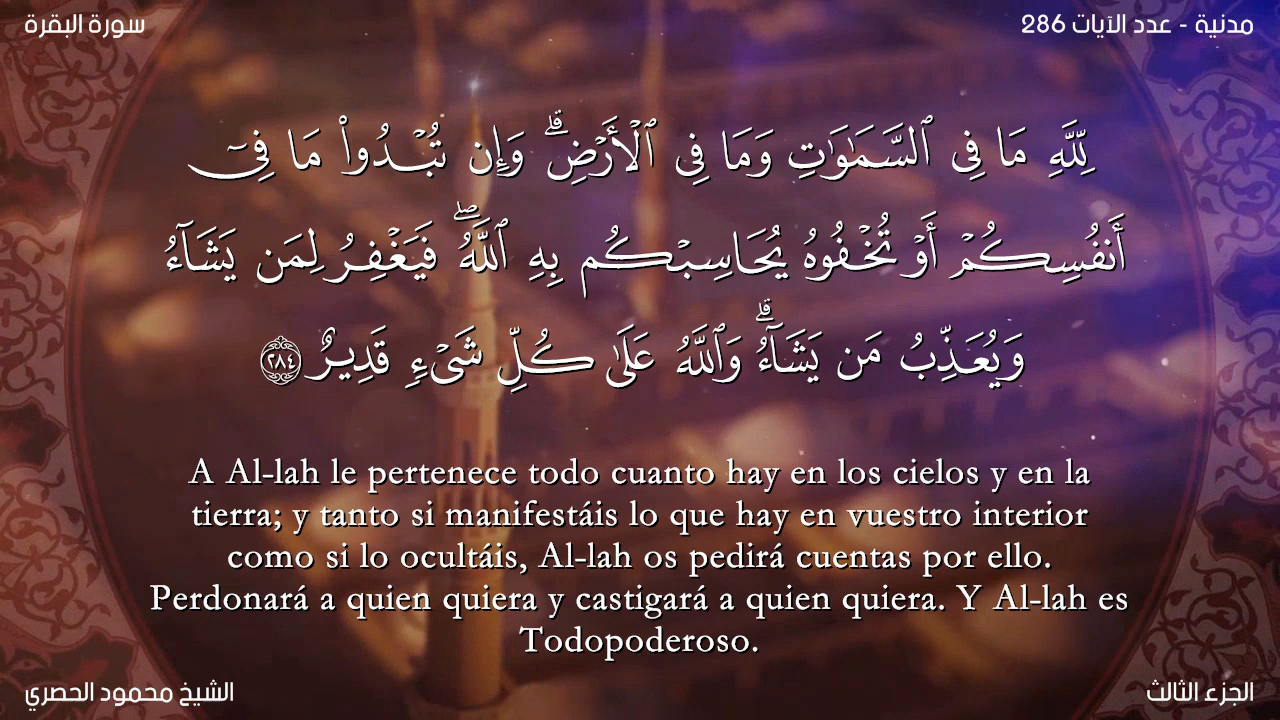 مدنية - عدد الآيات 286
سورة البقرة
لِّلَّهِ مَا فِى ٱلسَّمَـٰوَٰتِ وَمَا فِى ٱلْأَرْضِ ۗ وَإِن تُبْدُوا۟ مَا فِىٓ
أَنفُسِكُمْ أَوْ تُخْفُوهُ يُحَاسِبْكُم بِهِ ٱللَّهُ ۖ فَيَغْفِرُ لِمَن يَشَآءُ
وَيُعَذِّبُ مَن يَشَآءُ ۗ وَٱللَّهُ عَلَىٰ كُلِّ شَىْءٍ قَدِيرٌ ٢٨٤
A Al-lah le pertenece todo cuanto hay en los cielos y en la
tierra; y tanto si manifestáis lo que hay en vuestro interior
como si lo ocultáis, Al-lah os pedirá cuentas por ello.
Perdonará a quien quiera y castigará a quien quiera. Y Al-lah es
Todopoderoso.
الجزء الثالث
الشيخ محمود الحصري